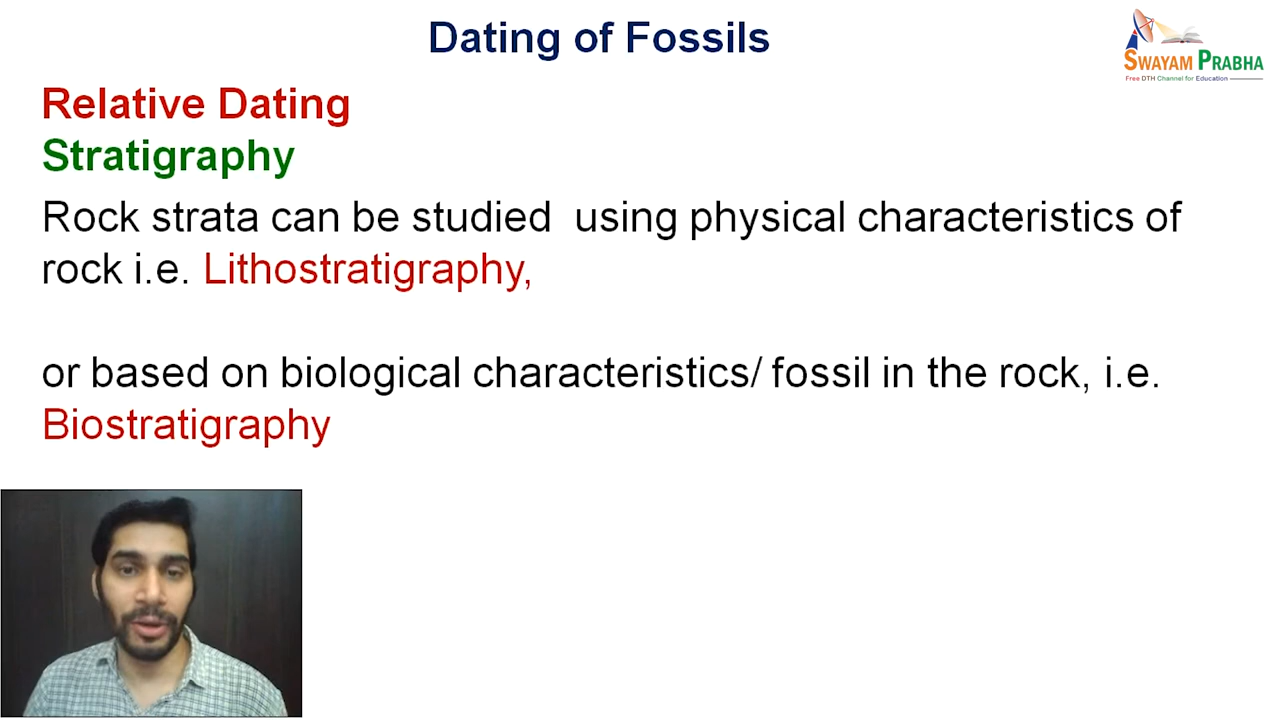 Dating of Fossils
SWAYAM PRABHA
Free DTH Channel for Education
Relative Dating
Stratigraphy
Rock strata can be studied using physical characteristics of
rock i.e. Lithostratigraphy,
or based on biological characteristics/ fossil in the rock, i.e.
Biostratigraphy